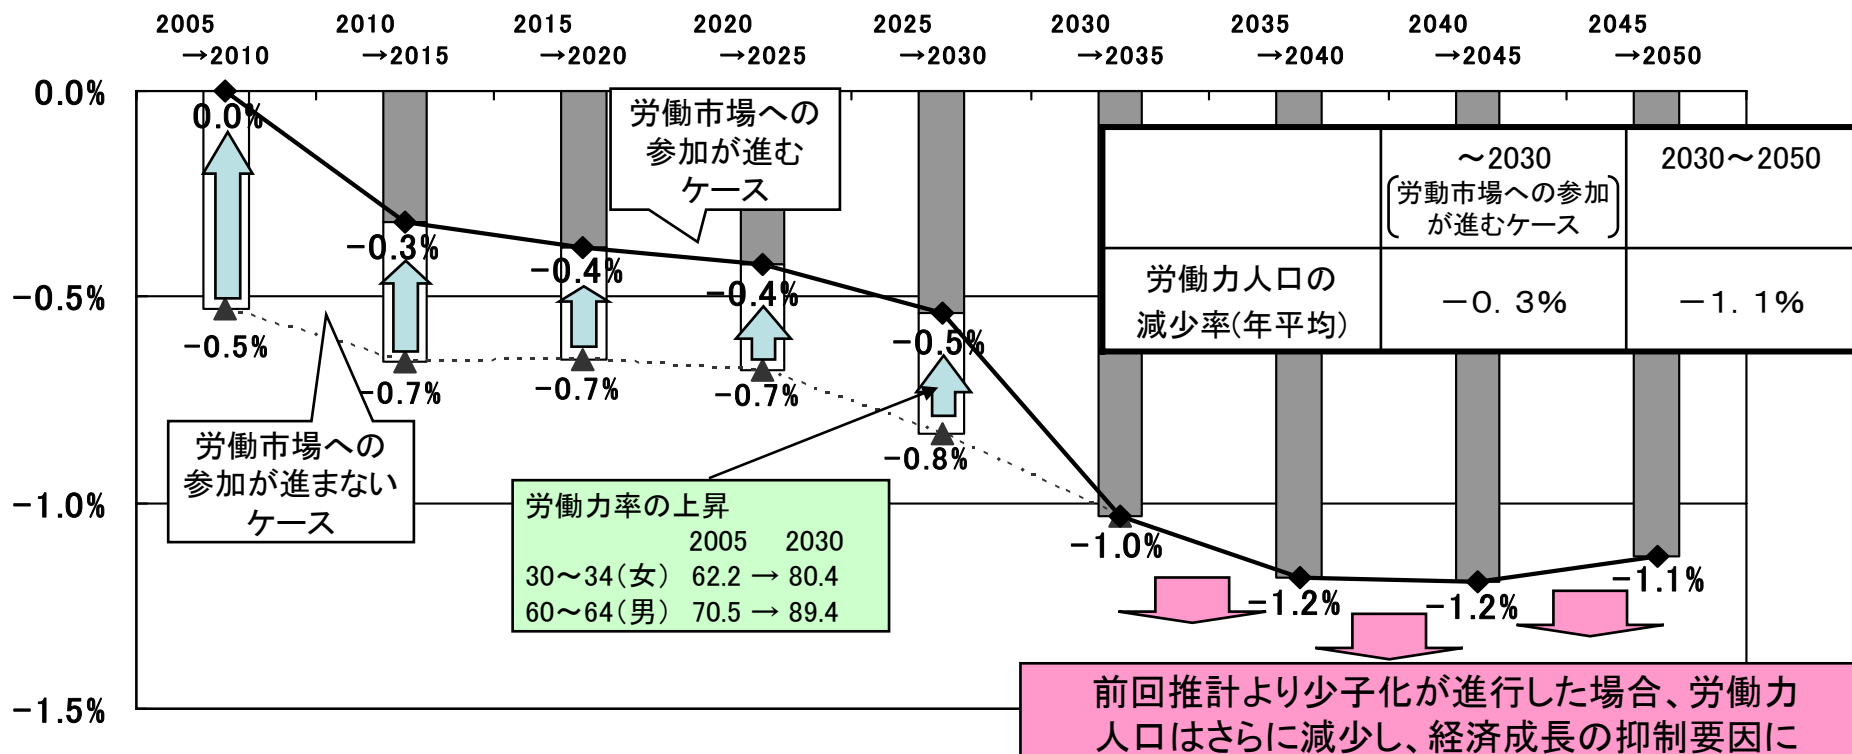 2005
→2010
2010
→2015
2015
→2020
2020
→2025
2025
→2030
2030
→2035
2035
→2040
2040
→2045
2045
→2050
0.0%
−0.5%
−1.0%
−1.5%
0.0%
−0.3%
−0.4%
−0.4%
−0.5%
−1.0%
−1.2%
−1.2%
−1.1%
−0.5%
−0.7%
−0.7%
−0.7%
−0.8%
労働市場への
参加が進む
ケース
労働市場への
参加が進まない
ケース
労働力率の上昇
2005 2030
30～34（女） 62.2 → 80.4
60～64（男） 70.5 → 89.4
～2030
労動市場への参加
が進むケース
2030～2050
労働力人口の
減少率(年平均)
－０．３％
－１．１％
前回推計より少子化が進行した場合、労働力
人口はさらに減少し、経済成長の抑制要因に